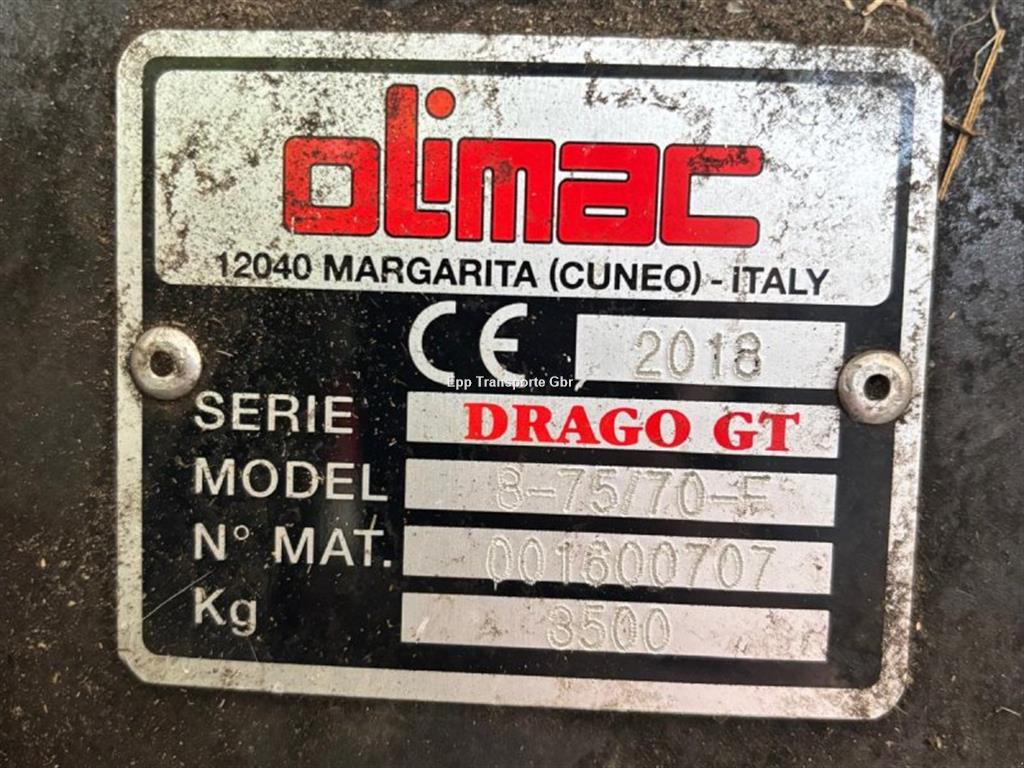 olimac
12040 MARGARITA (CUNEO) - ITALY
CE 2018
Epp Transporte Gbr
SERIE DRAGO GT
MODEL 8-75/70-F
N° MAT. 001600707
Kg 3500